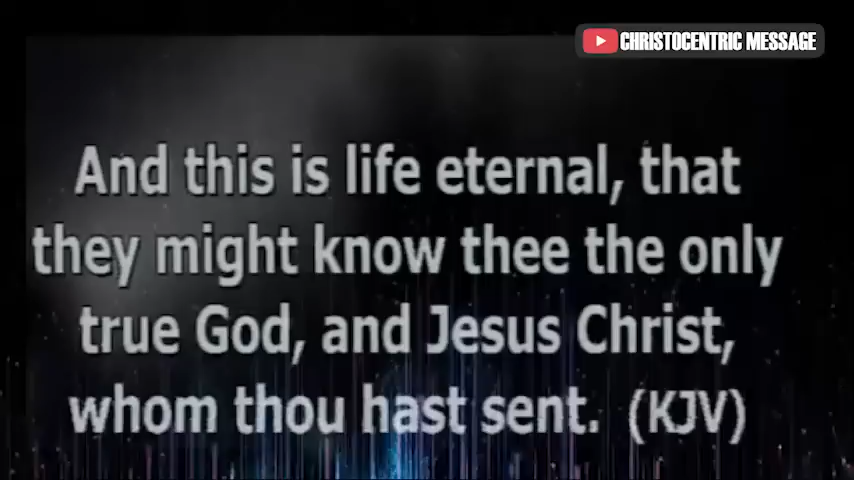 CHRISTOCENTRIC MESSAGE
And this is life eternal, that
they might know thee the only
true God, and Jesus Christ,
whom thou hast sent. (KJV)